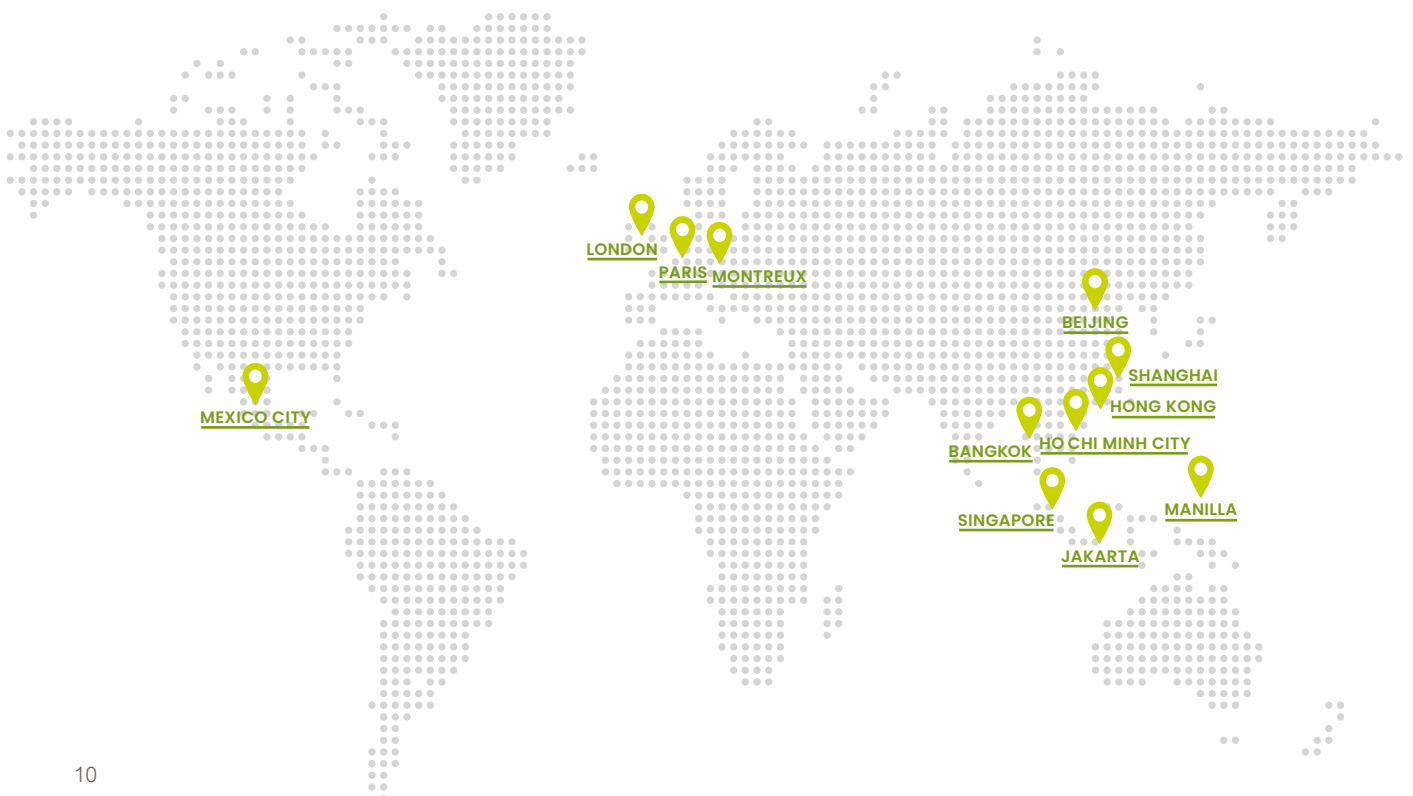 LONDON
PARIS
MONTREUX
BEIJING
SHANGHAI
HONG KONG
MEXICO CITY
HO CHI MINH CITY
BANGKOK
MANILLA
SINGAPORE
JAKARTA
10